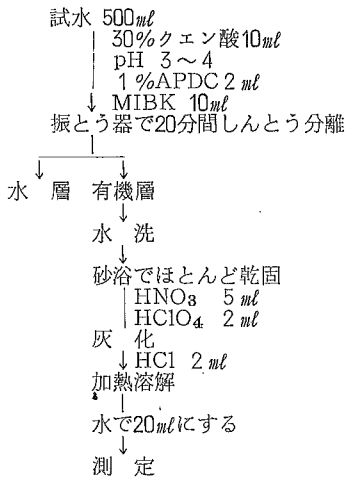 試水 500㎖
30%クエン酸10㎖
pH 3～4
1%APDC 2㎖
MIBK 10㎖
振とう器で20分間しんとう分離
水 層 有機層
水 洗
砂浴でほとんど乾固
HNO₃ 5㎖
HClO₄ 2㎖
灰 化
HCl 2㎖
加熱溶解
水で20㎖にする
測 定